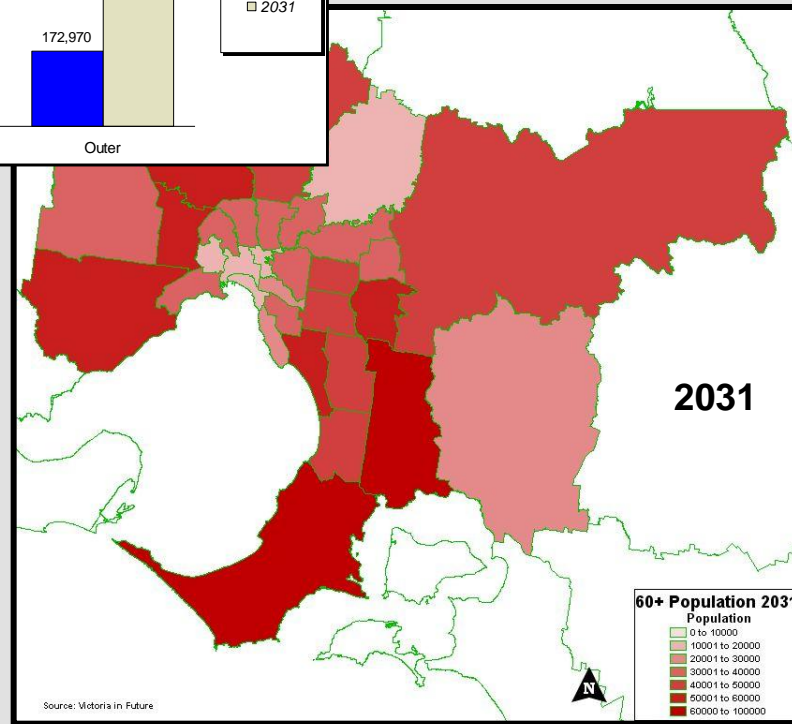 2031
172,970
Outer
2031
60+ Population 2031
Population
0 to 10000
10001 to 20000
20001 to 30000
30001 to 40000
40001 to 50000
50001 to 60000
60000 to 100000
N
Source: Victoria in Future